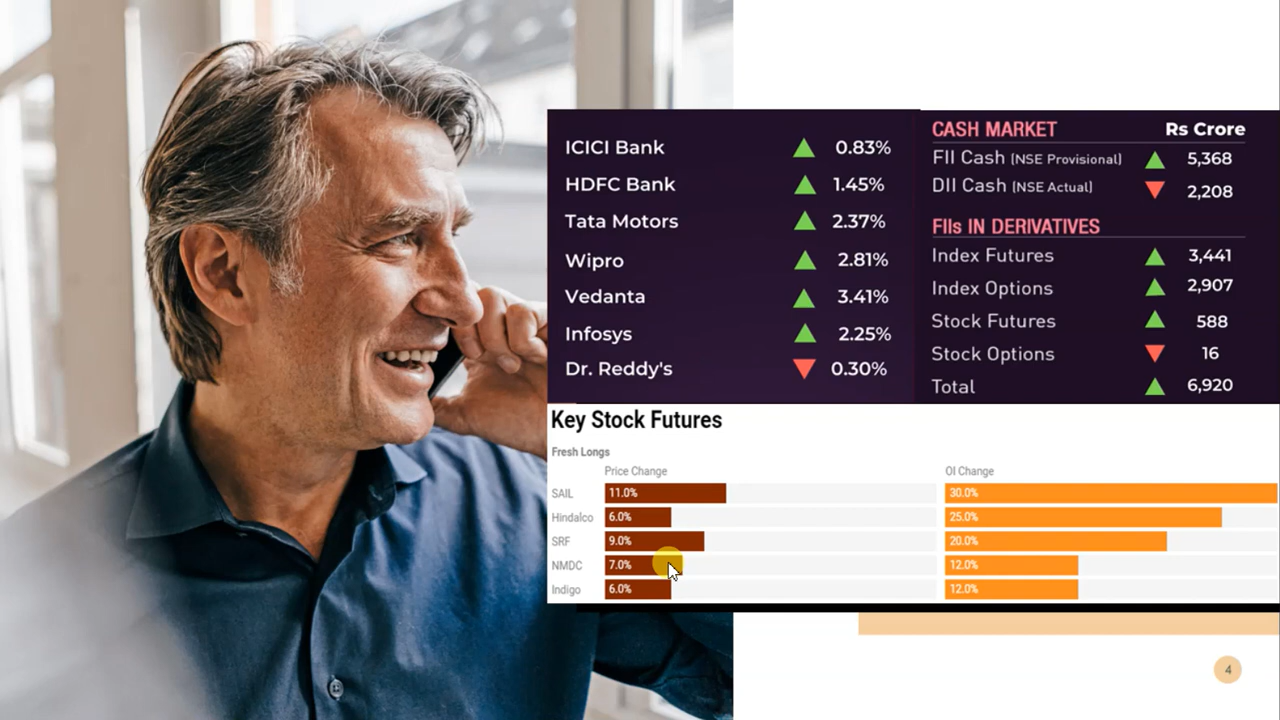 ICICI Bank 0.83%
HDFC Bank 1.45%
Tata Motors 2.37%
Wipro 2.81%
Vedanta 3.41%
Infosys 2.25%
Dr. Reddy's 0.30%
CASH MARKET Rs Crore
FII Cash (NSE Provisional) 5,368
DII Cash (NSE Actual) 2,208
FIIs IN DERIVATIVES
Index Futures 3,441
Index Options 2,907
Stock Futures 588
Stock Options 16
Total 6,920
Key Stock Futures
Fresh Longs
Price Change OI Change
SAIL 11.0% 30.0%
Hindalco 6.0% 25.0%
SRF 9.0% 20.0%
NMDC 7.0% 12.0%
Indigo 6.0% 12.0%
4